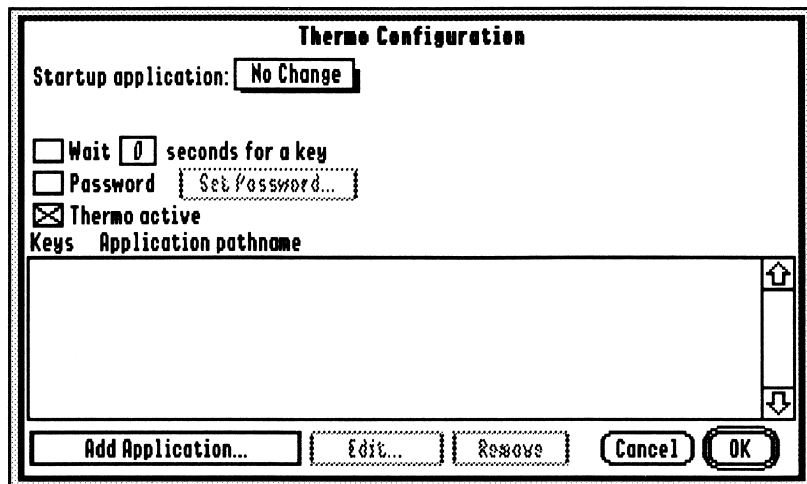 Thermo Configuration
Startup application: No Change
Wait 0 seconds for a key
Password Set Password...
Thermo active
Keys Application pathname
Add Application... Edit... Remove Cancel OK